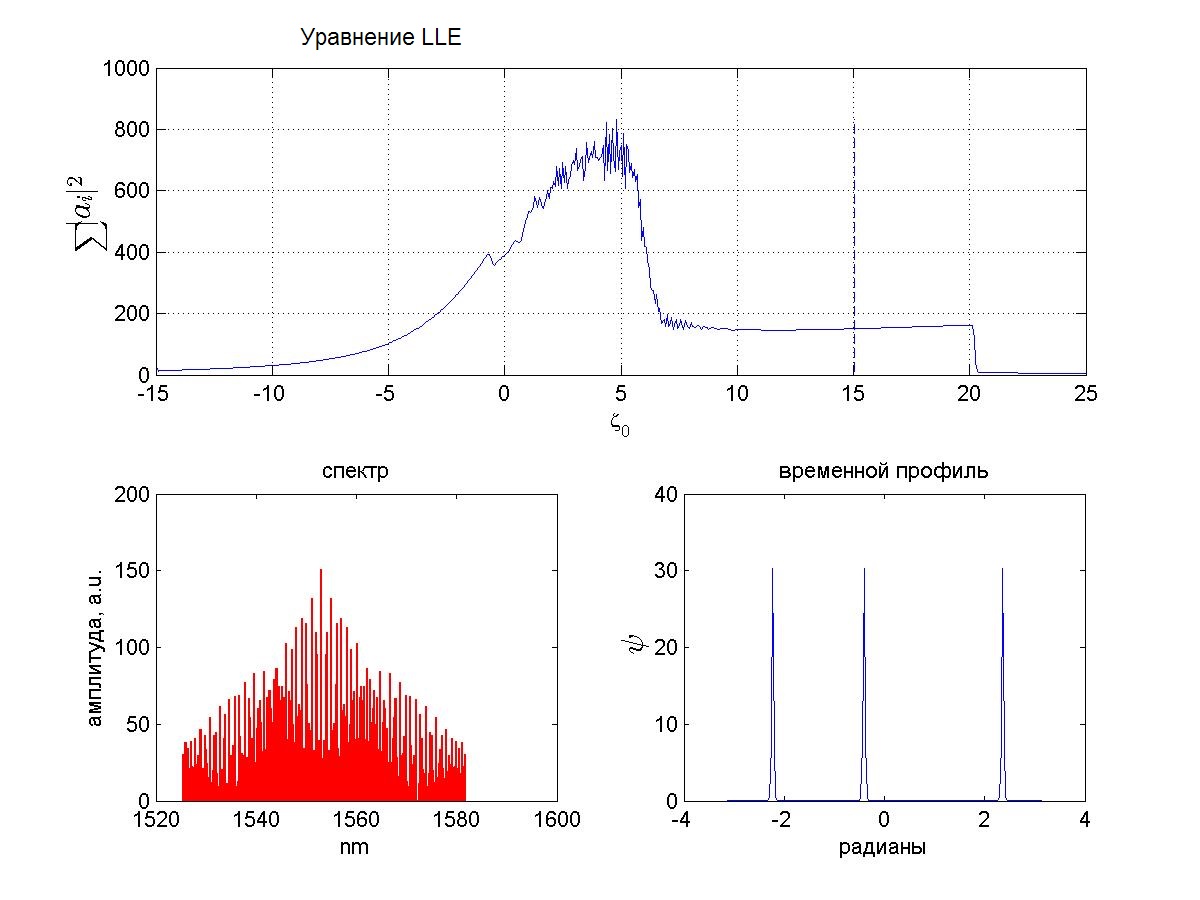 Уравнение LLE
1000
800
600
400
200
0
∑|aᵢ|²
-15 -10 -5 0 5 10 15 20 25
ζ₀
спектр
200
150
100
50
0
амплитуда, a.u.
1520 1540 1560 1580 1600
nm
временной профиль
40
30
20
10
0
ψ
-4 -2 0 2 4
радианы